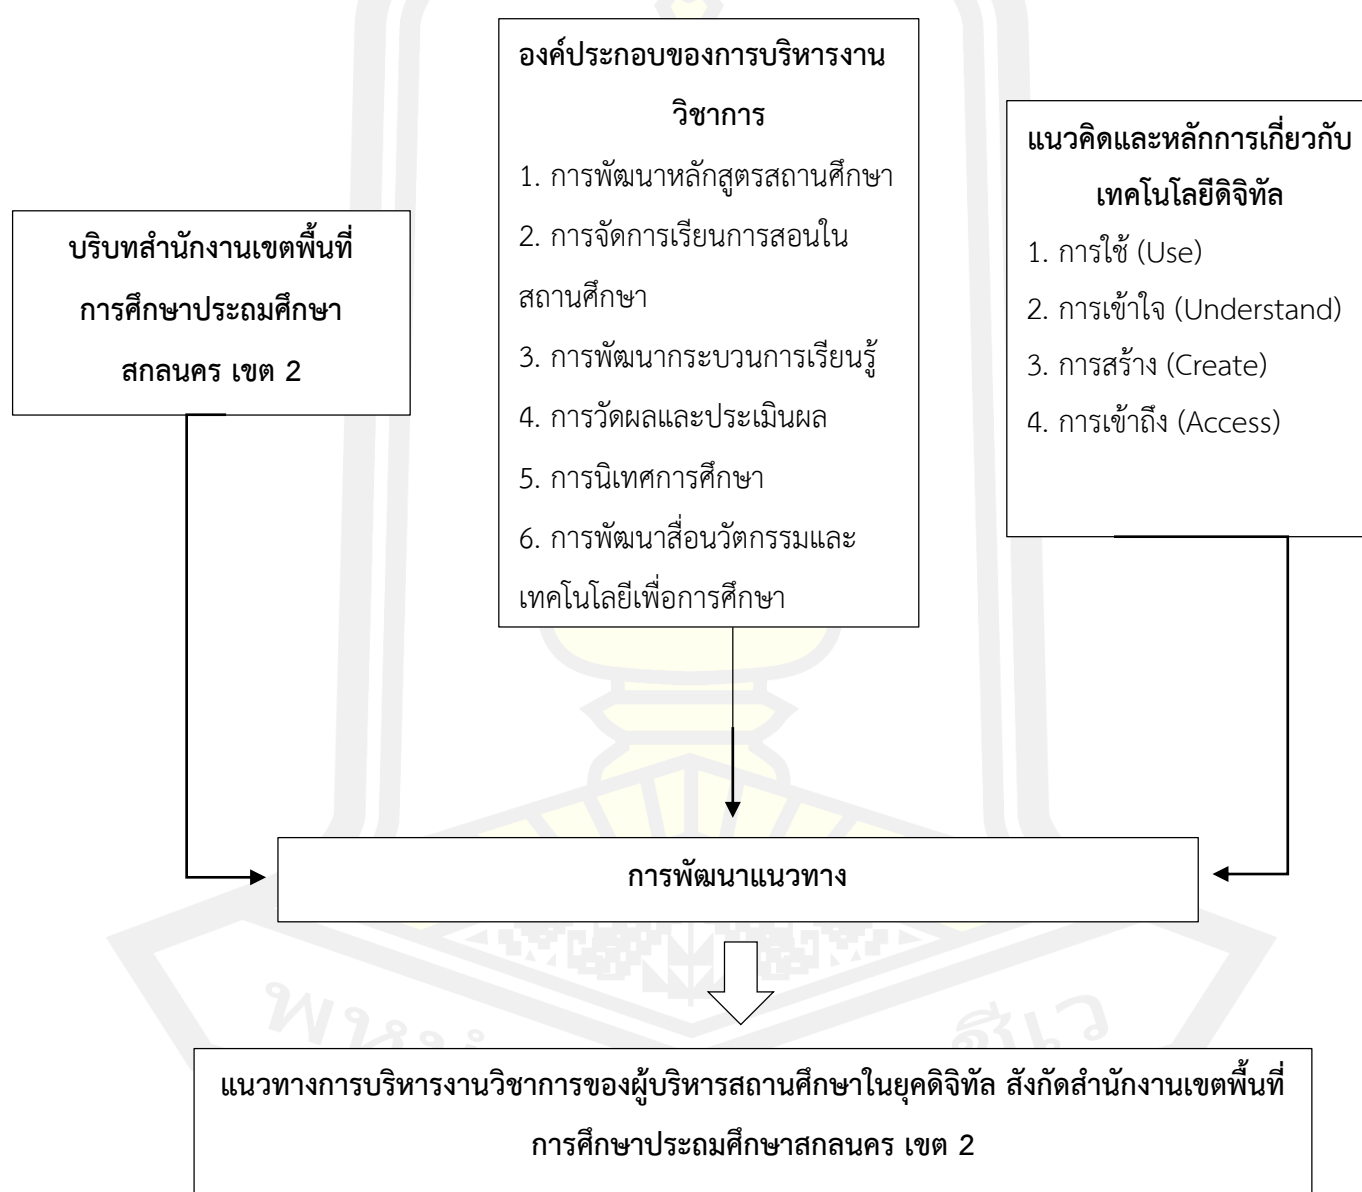 องค์ประกอบของการบริหารงาน
วิชาการ
1. การพัฒนาหลักสูตรสถานศึกษา
2. การจัดการเรียนการสอนใน
สถานศึกษา
3. การพัฒนากระบวนการเรียนรู้
4. การวัดผลและประเมินผล
5. การนิเทศการศึกษา
6. การพัฒนาสื่อนวัตกรรมและ
เทคโนโลยีเพื่อการศึกษา
แนวคิดและหลักการเกี่ยวกับ
เทคโนโลยีดิจิทัล
1. การใช้ (Use)
2. การเข้าใจ (Understand)
3. การสร้าง (Create)
4. การเข้าถึง (Access)
บริบทสำนักงานเขตพื้นที่
การศึกษาประถมศึกษา
สกลนคร เขต 2
การพัฒนาแนวทาง
แนวทางการบริหารงานวิชาการของผู้บริหารสถานศึกษาในยุคดิจิทัล สังกัดสำนักงานเขตพื้นที่
การศึกษาประถมศึกษาสกลนคร เขต 2